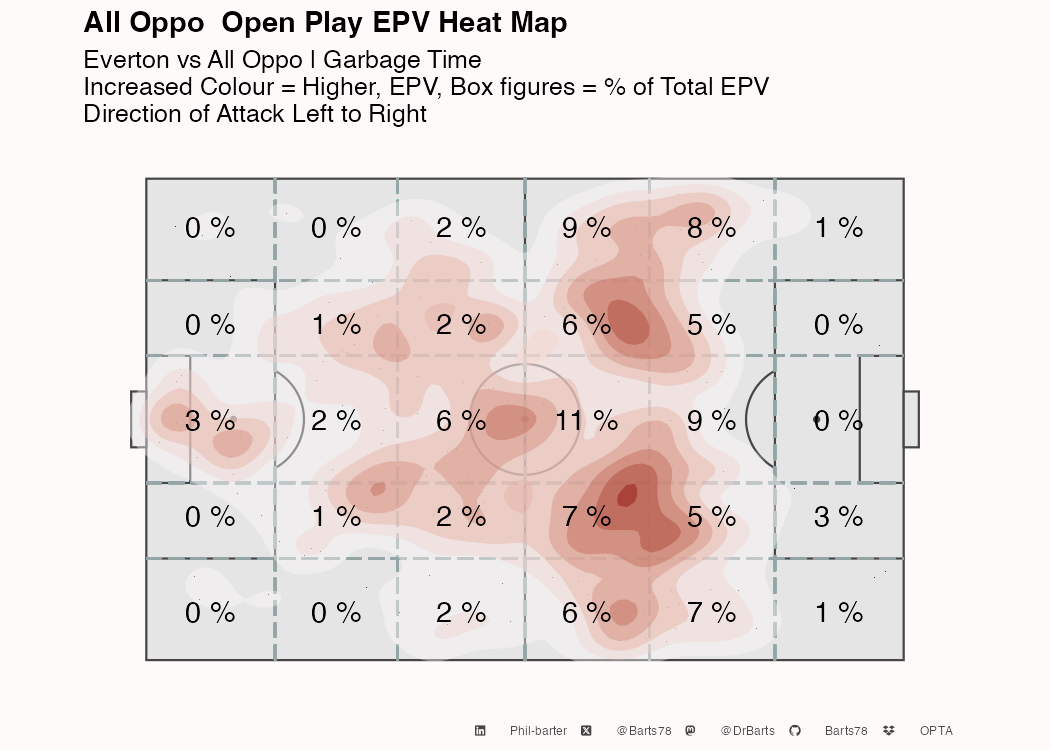 All Oppo  Open Play EPV Heat Map
Everton vs All Oppo | Garbage Time
Increased Colour = Higher, EPV, Box figures = % of Total EPV
Direction of Attack Left to Right
0 % 0 % 2 % 9 % 8 % 1 %
0 % 1 % 2 % 6 % 5 % 0 %
3 % 2 % 6 % 11 % 9 % 0 %
0 % 1 % 2 % 7 % 5 % 3 %
0 % 0 % 2 % 6 % 7 % 1 %
Phil-barter @Barts78 @DrBarts Barts78 OPTA